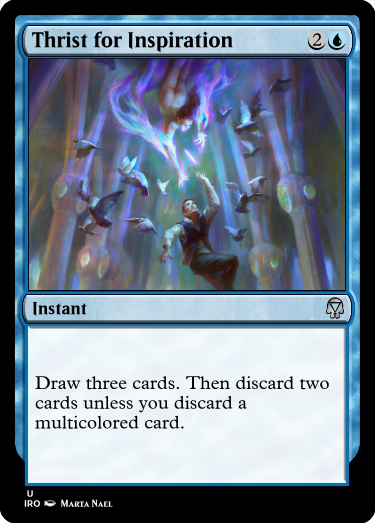 Thrist for Inspiration 2
Instant
Draw three cards. Then discard two
cards unless you discard a
multicolored card.
U
IRO Marta Nael